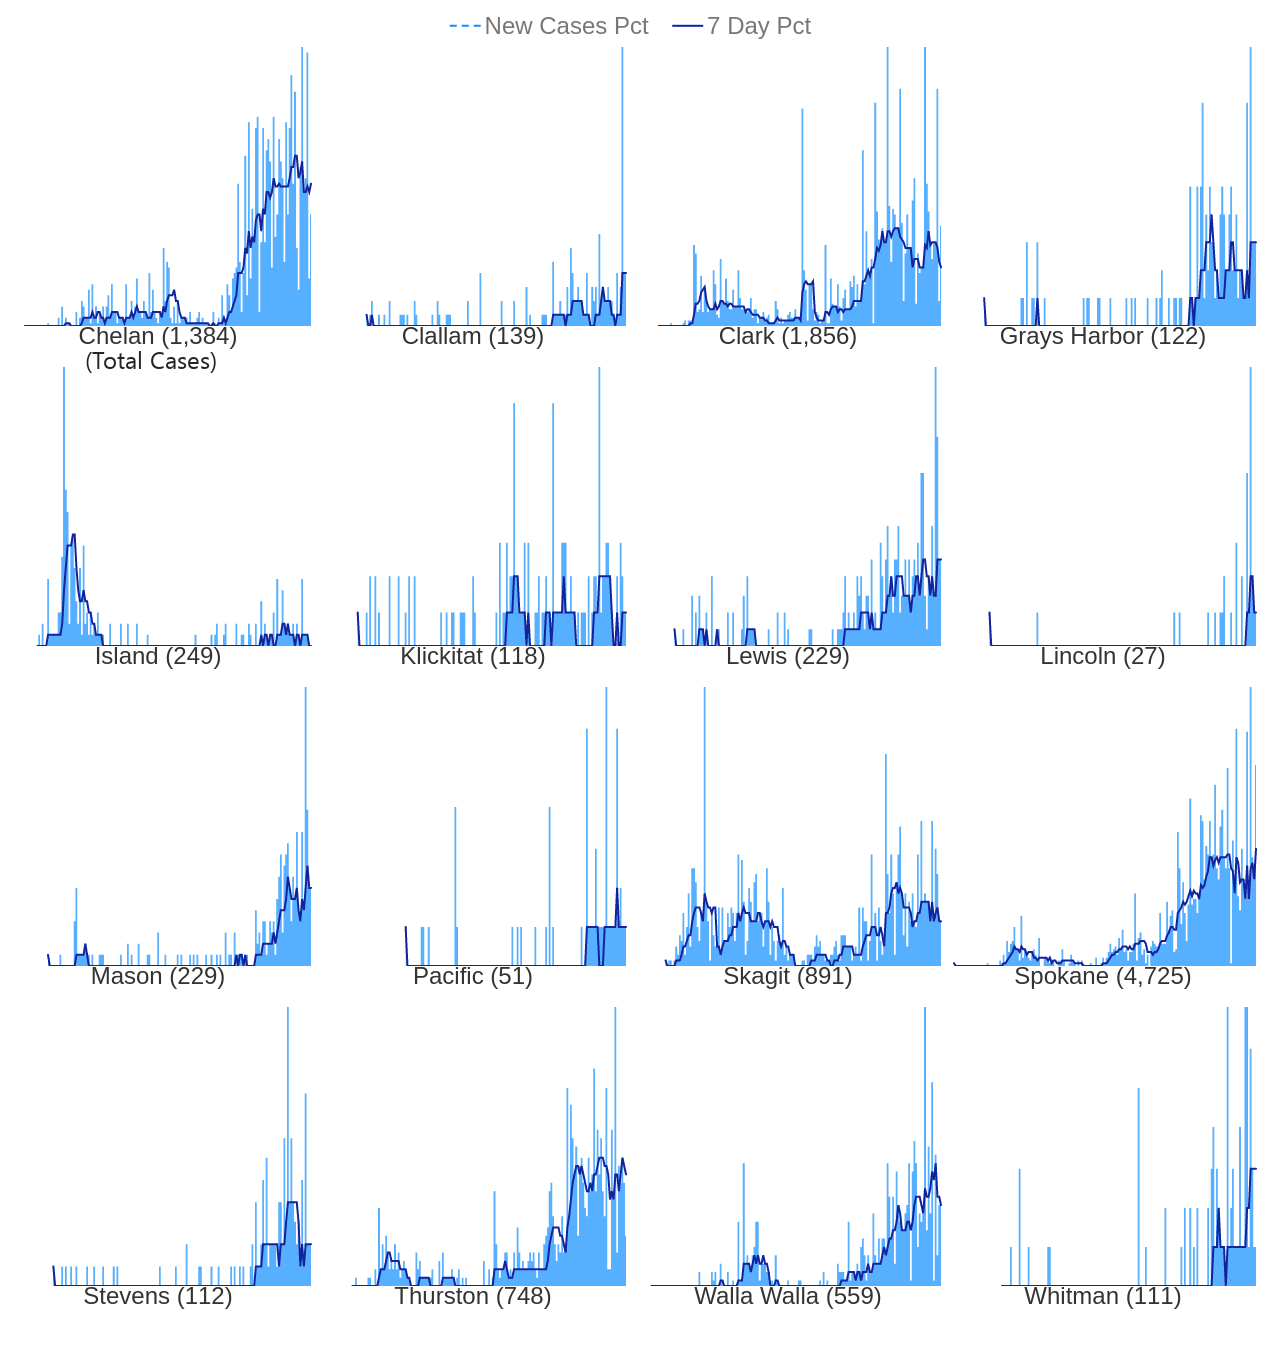 New Cases Pct 7 Day Pct
Chelan (1,384) Clallam (139) Clark (1,856) Grays Harbor (122)
(Total Cases)
Island (249) Klickitat (118) Lewis (229) Lincoln (27)
Mason (229) Pacific (51) Skagit (891) Spokane (4,725)
Stevens (112) Thurston (748) Walla Walla (559) Whitman (111)